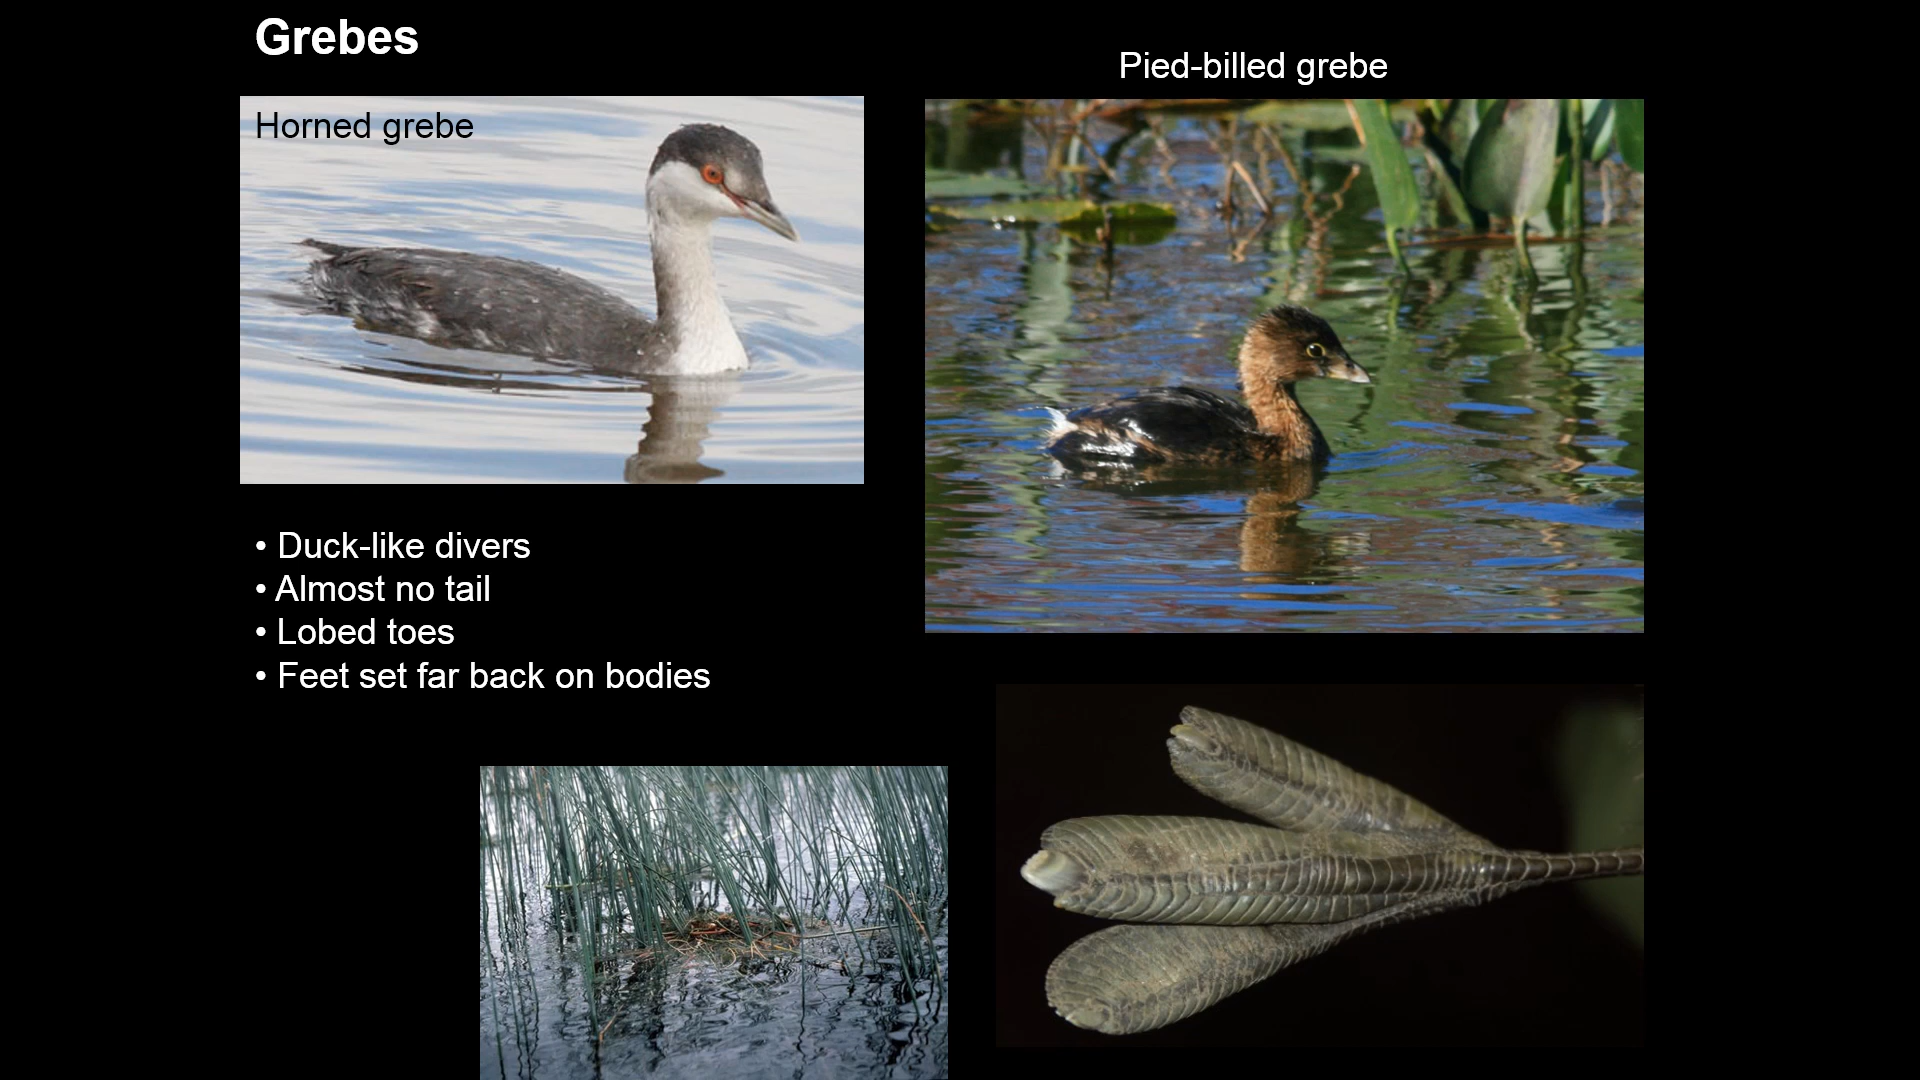 Grebes
Pied-billed grebe
Horned grebe
• Duck-like divers
• Almost no tail
• Lobed toes
• Feet set far back on bodies